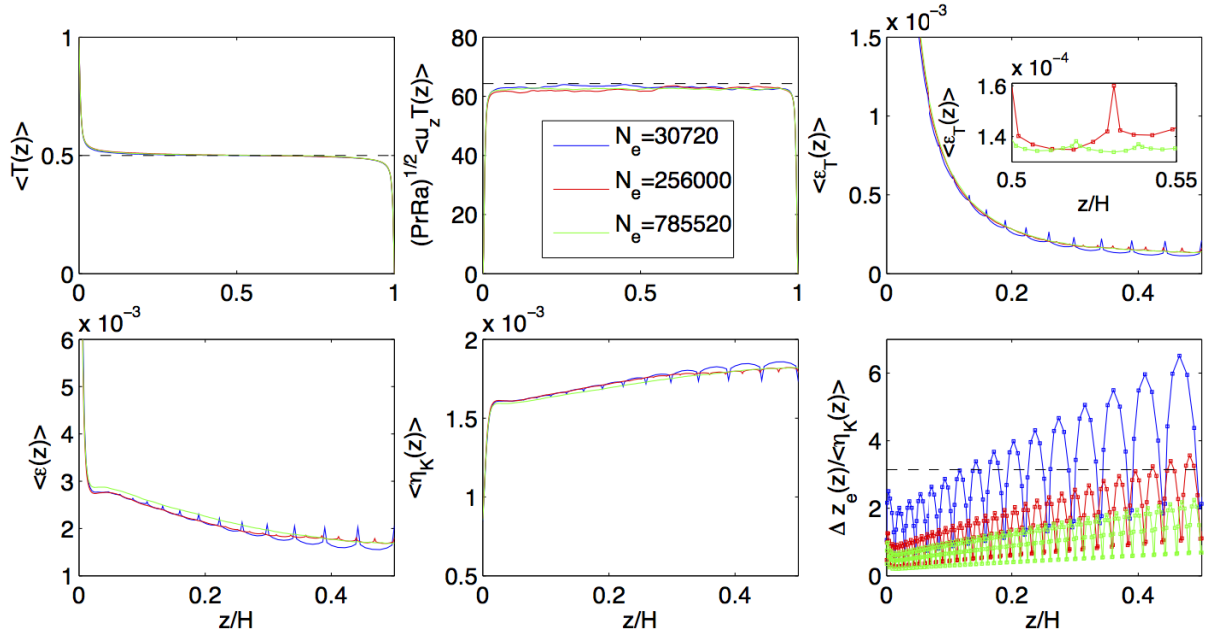 1
0.5
0
0
0.5
1
<T(z)>
80
60
40
20
0
0
0.5
1
(PrRa)^1/2 <u_z T(z)>
N_e=30720
N_e=256000
N_e=785520
x 10^-3
1.5
1
0.5
0
0
0.2
0.4
<ε_T(z)>
x 10^-4
1.6
1.4
0.5
0.55
<ε_T(z)>
z/H
x 10^-3
6
5
4
3
2
1
0
0.2
0.4
<ε(z)>
z/H
x 10^-3
2
1.5
1
0.5
0
0.2
0.4
<η_K(z)>
z/H
6
4
2
0
0
0.2
0.4
Δ z_e(z)/<η_K(z)>
z/H